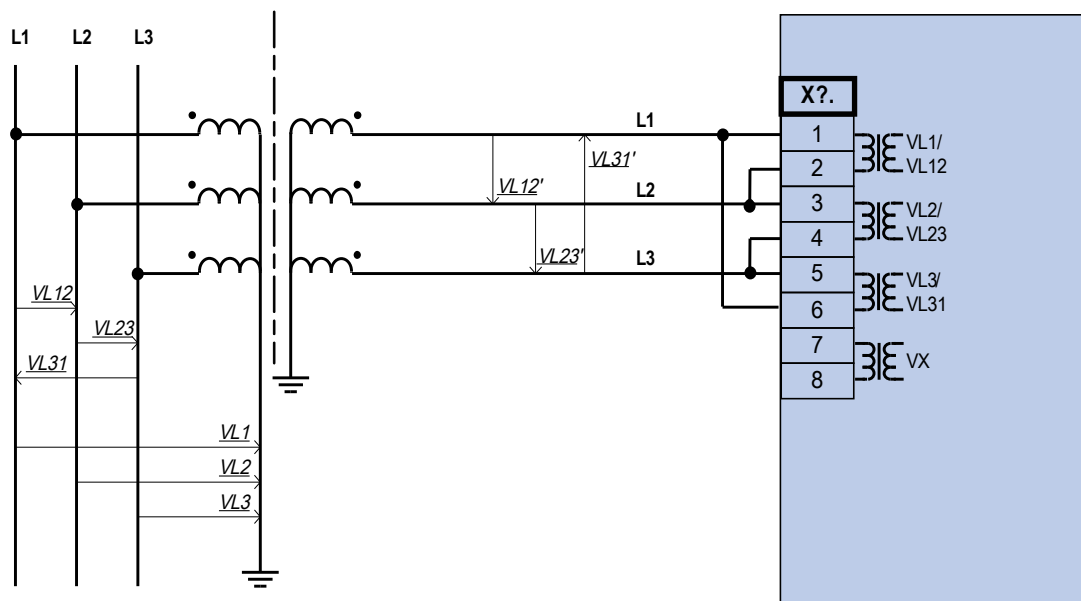 L1 L2 L3
X?.
L1
1
VL1/
VL12
VL31'
2
VL12'
L2
3
VL2/
VL23
4
VL23'
L3
5
VL3/
VL31
6
VL12
VL23
VL31
7
VX
8
VL1
VL2
VL3